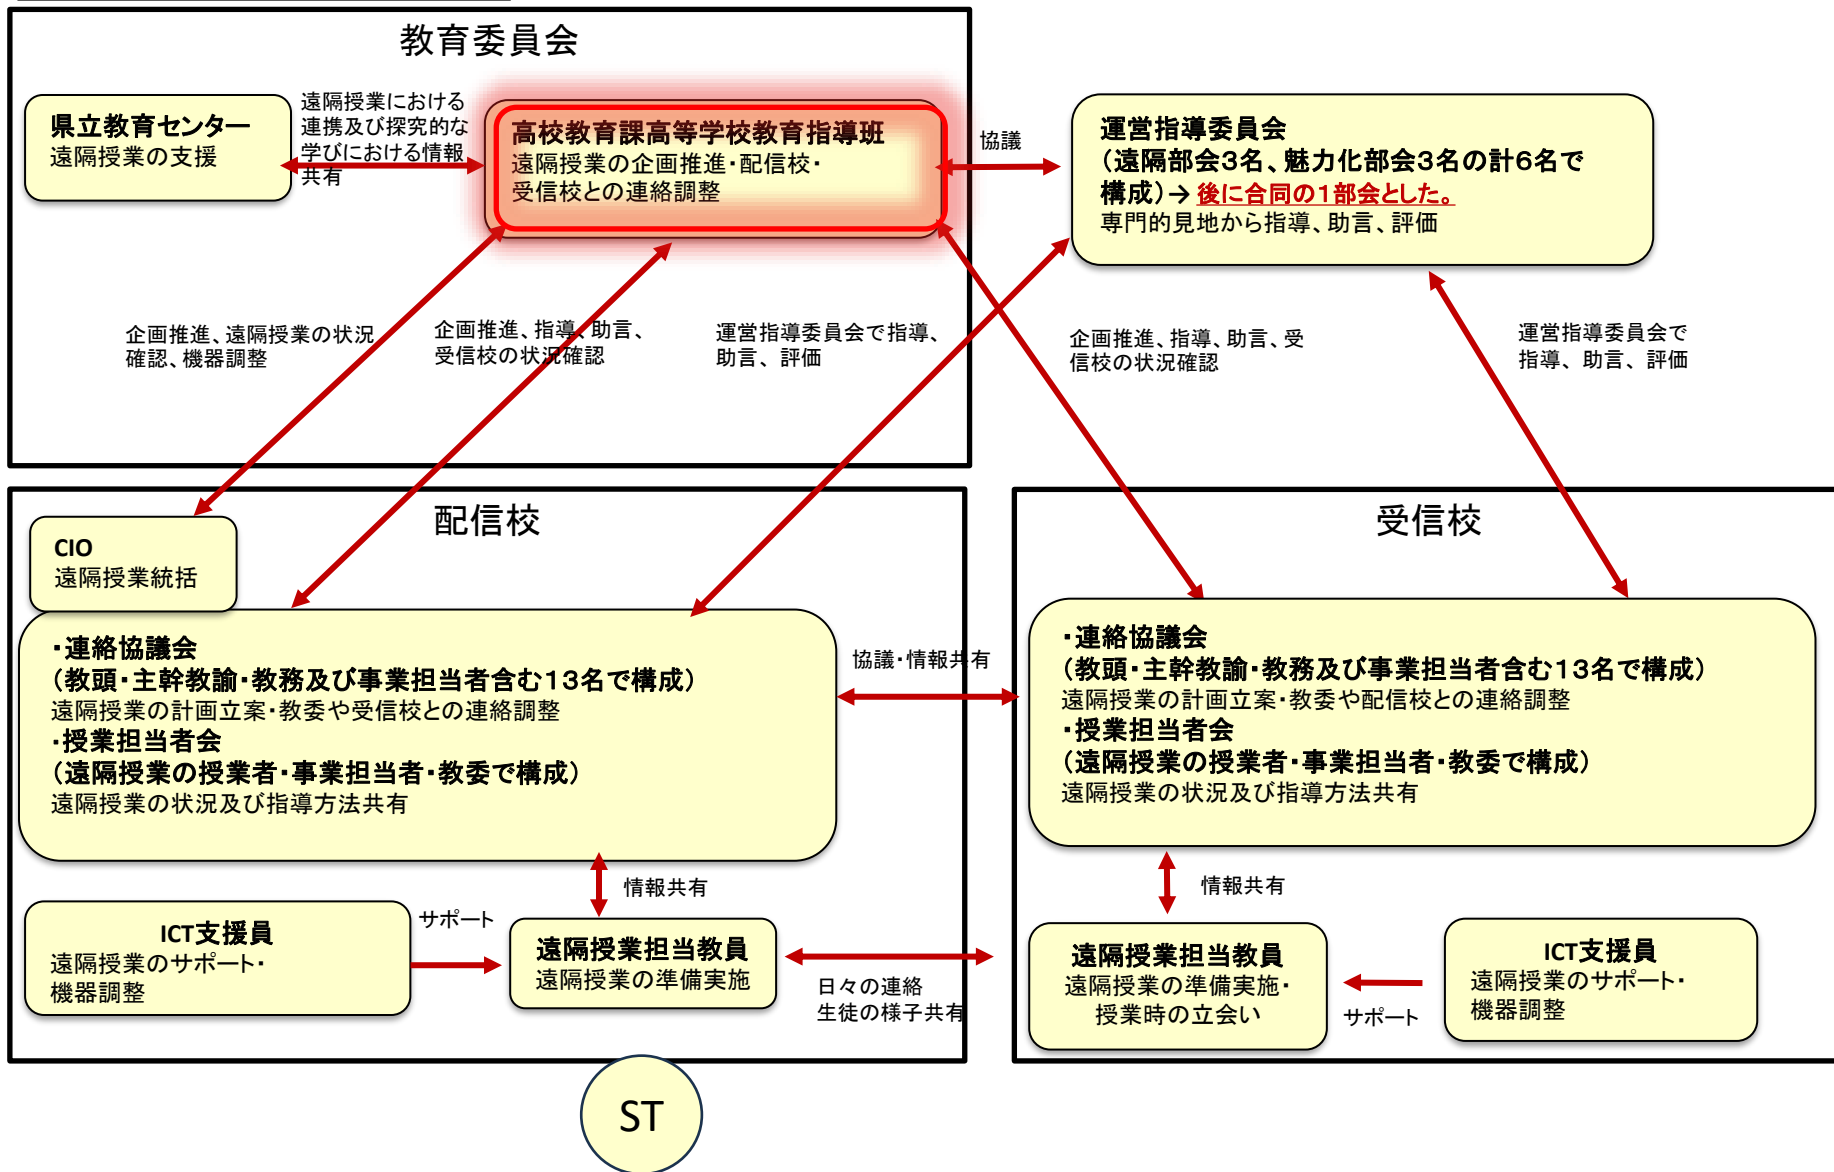 教育委員会
県立教育センター
遠隔授業の支援
遠隔授業における
連携及び探究的な
学びにおける情報
共有
高校教育課高等学校教育指導班
遠隔授業の企画推進・配信校・
受信校との連絡調整
協議
運営指導委員会
(遠隔部会3名、魅力化部会3名の計6名で
構成)→後に合同の1部会とした。
専門的見地から指導、助言、評価
企画推進、遠隔授業の状況
確認、機器調整
企画推進、指導、助言、
受信校の状況確認
運営指導委員会で指導、
助言、評価
企画推進、指導、助言、受
信校の状況確認
運営指導委員会で
指導、助言、評価
配信校
CIO
遠隔授業統括
・連絡協議会
(教頭・主幹教諭・教務及び事業担当者含む13名で構成)
遠隔授業の計画立案・教委や受信校との連絡調整
・授業担当者会
(遠隔授業の授業者・事業担当者・教委で構成)
遠隔授業の状況及び指導方法共有
協議・情報共有
情報共有
ICT支援員
遠隔授業のサポート・
機器調整
サポート
遠隔授業担当教員
遠隔授業の準備実施
日々の連絡
生徒の様子共有
受信校
・連絡協議会
(教頭・主幹教諭・教務及び事業担当者含む13名で構成)
遠隔授業の計画立案・教委や配信校との連絡調整
・授業担当者会
(遠隔授業の授業者・事業担当者・教委で構成)
遠隔授業の状況及び指導方法共有
情報共有
遠隔授業担当教員
遠隔授業の準備実施・
授業時の立会い
サポート
ICT支援員
遠隔授業のサポート・
機器調整
ST